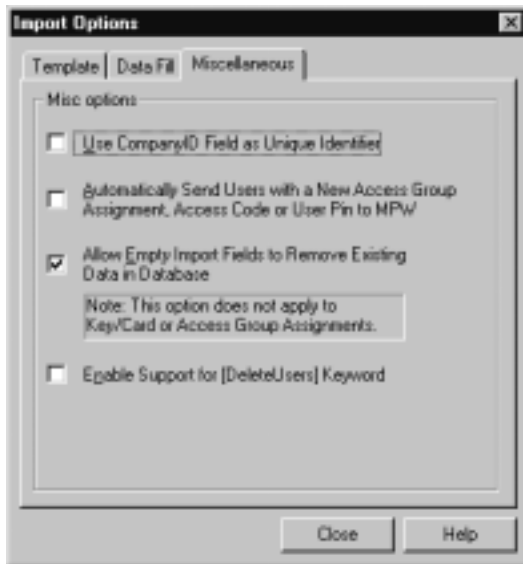 Import Options
Template Data Fill Miscellaneous
Misc options
Use CompanyID Field as Unique Identifier
Automatically Send Users with a New Access Group
Assignment, Access Code or User Pin to MPW
Allow Empty Import Fields to Remove Existing
Data in Database
Note: This option does not apply to
Key/Card or Access Group Assignments.
Enable Support for [DeleteUsers] Keyword
Close Help